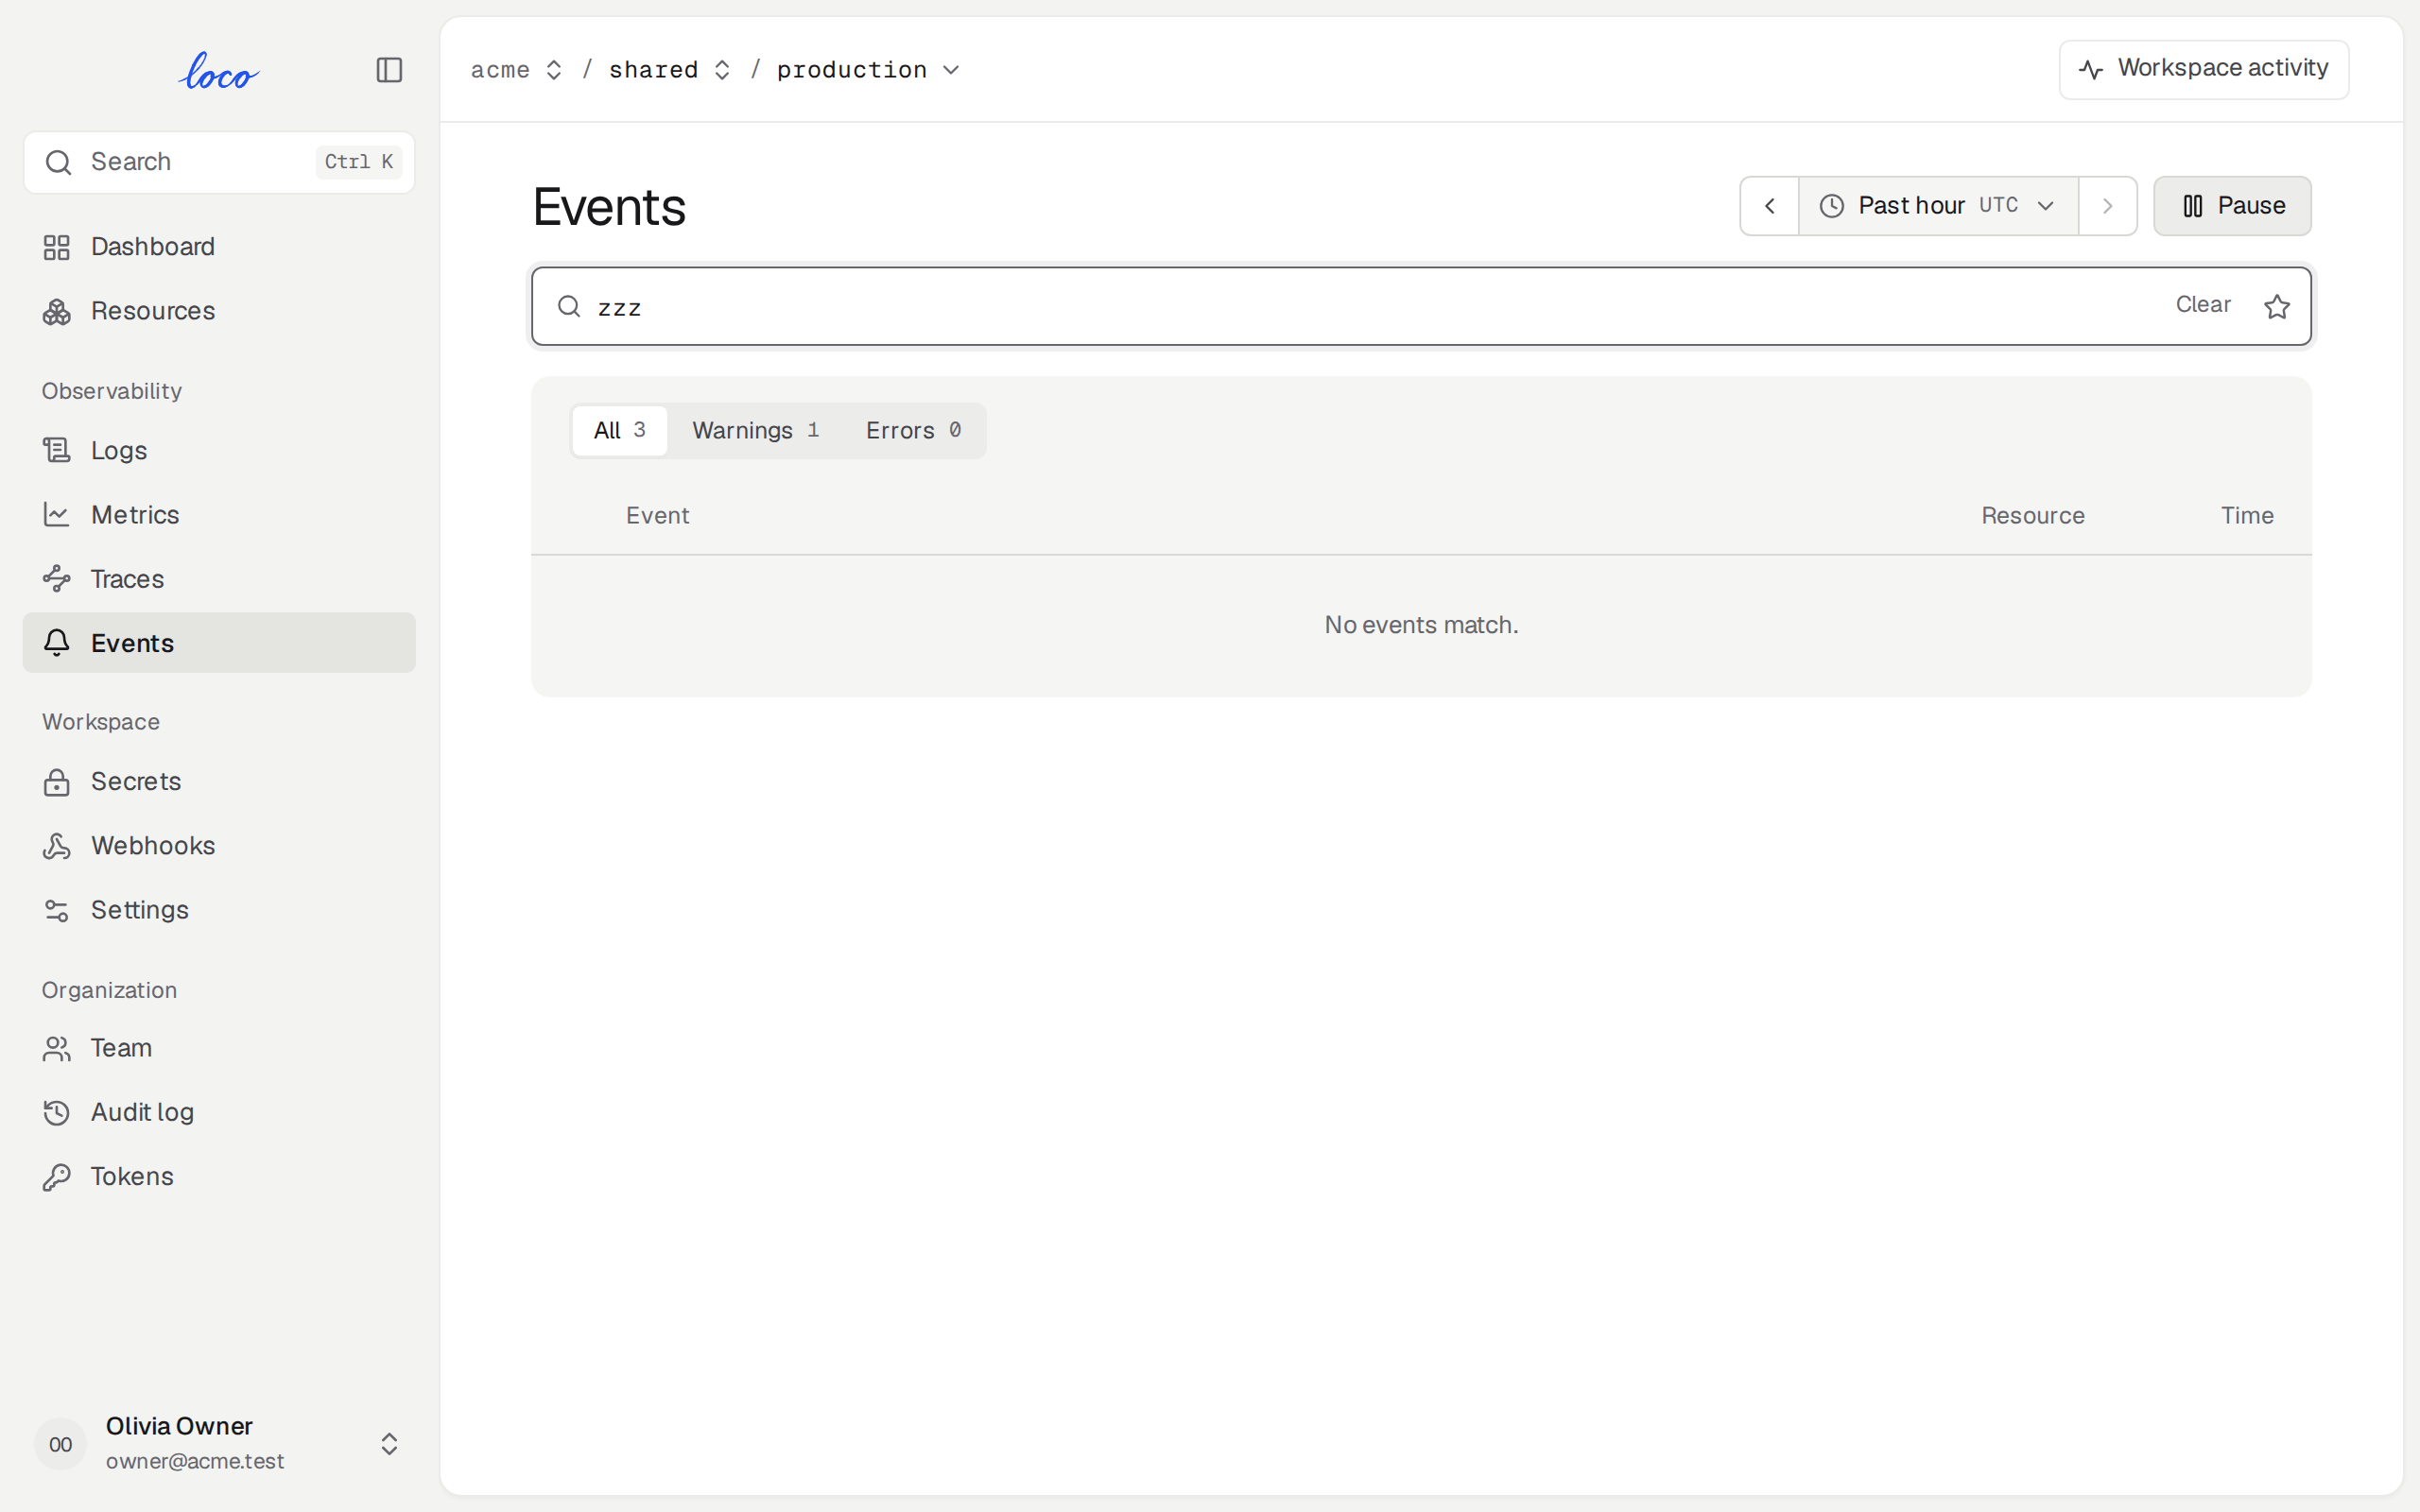 loco
Search Ctrl K
Dashboard
Resources
Observability
Logs
Metrics
Traces
Events
Workspace
Secrets
Webhooks
Settings
Organization
Team
Audit log
Tokens
OO
Olivia Owner
owner@acme.test
acme / shared / production
Workspace activity
Events
Past hour UTC
Pause
zzz
Clear
All 3 Warnings 1 Errors 0
Event Resource Time
No events match.